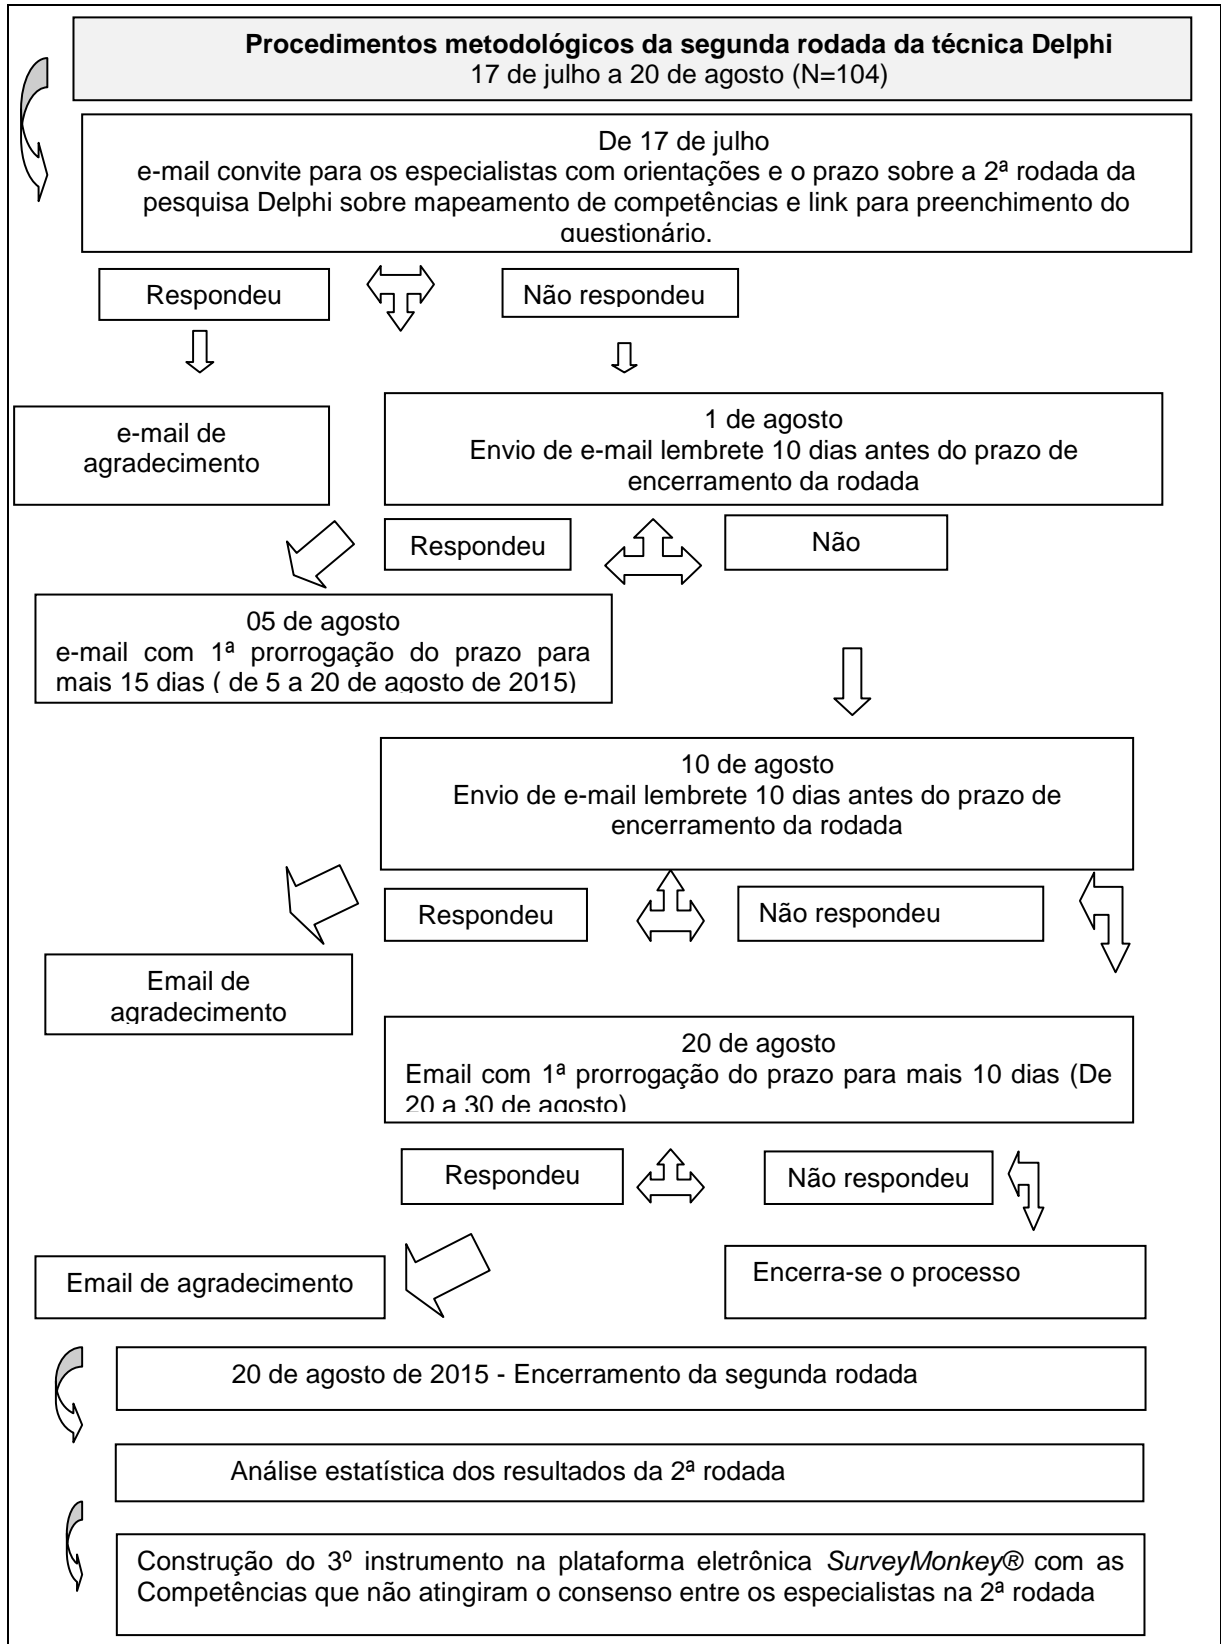 Procedimentos metodológicos da segunda rodada da técnica Delphi
17 de julho a 20 de agosto (N=104)
De 17 de julho
e-mail convite para os especialistas com orientações e o prazo sobre a 2ª rodada da
pesquisa Delphi sobre mapeamento de competências e link para preenchimento do
questionário.
Respondeu
Não respondeu
e-mail de
agradecimento
1 de agosto
Envio de e-mail lembrete 10 dias antes do prazo de
encerramento da rodada
Respondeu
Não
05 de agosto
e-mail com 1ª prorrogação do prazo para
mais 15 dias ( de 5 a 20 de agosto de 2015)
10 de agosto
Envio de e-mail lembrete 10 dias antes do prazo de
encerramento da rodada
Respondeu
Não respondeu
Email de
agradecimento
20 de agosto
Email com 1ª prorrogação do prazo para mais 10 dias (De
20 a 30 de agosto)
Respondeu
Não respondeu
Email de agradecimento
Encerra-se o processo
20 de agosto de 2015 - Encerramento da segunda rodada
Análise estatística dos resultados da 2ª rodada
Construção do 3º instrumento na plataforma eletrônica SurveyMonkey® com as
Competências que não atingiram o consenso entre os especialistas na 2ª rodada